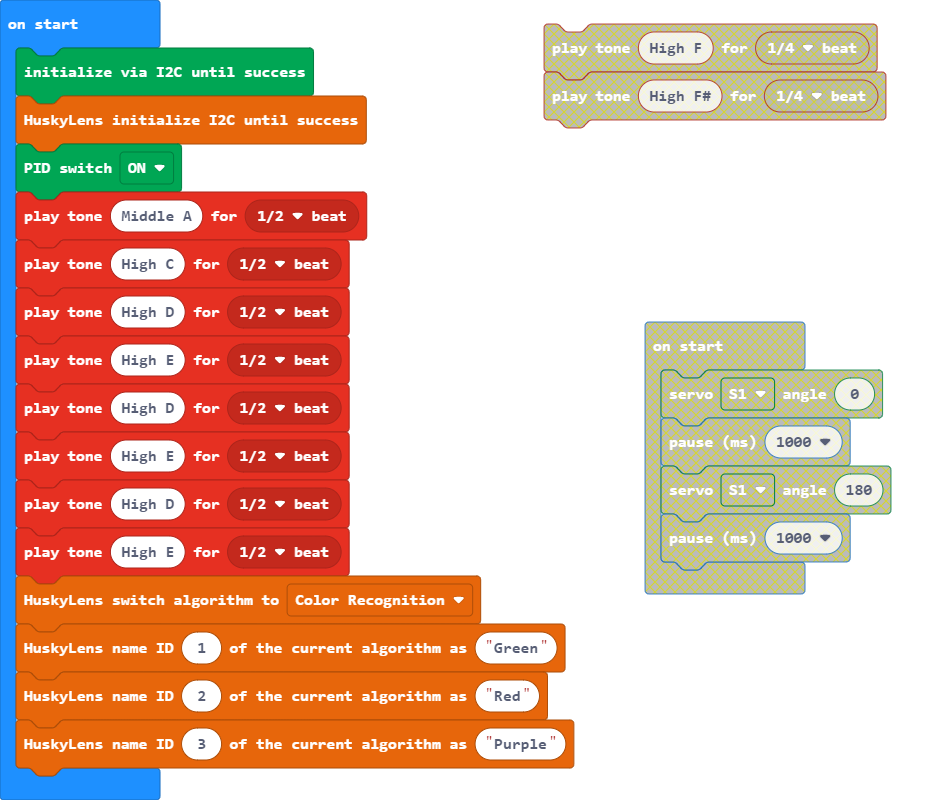 on start
initialize via I2C until success
HuskyLens initialize I2C until success
PID switch ON
play tone Middle A for 1/2 beat
play tone High C for 1/2 beat
play tone High D for 1/2 beat
play tone High E for 1/2 beat
play tone High D for 1/2 beat
play tone High E for 1/2 beat
play tone High D for 1/2 beat
play tone High E for 1/2 beat
HuskyLens switch algorithm to Color Recognition
HuskyLens name ID 1 of the current algorithm as "Green"
HuskyLens name ID 2 of the current algorithm as "Red"
HuskyLens name ID 3 of the current algorithm as "Purple"
play tone High F for 1/4 beat
play tone High F# for 1/4 beat
on start
servo S1 angle 0
pause (ms) 1000
servo S1 angle 180
pause (ms) 1000